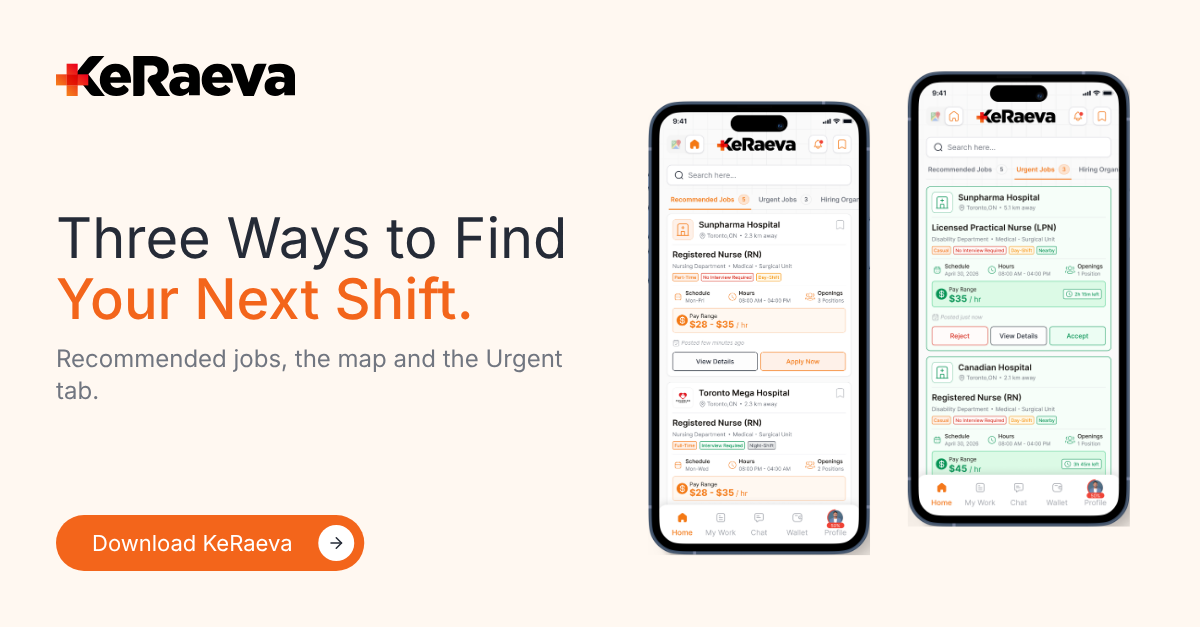 KeRaeva
Three Ways to Find
Your Next Shift.
Recommended jobs, the map and the Urgent
tab.
Download KeRaeva
9:41
KeRaeva
Search here...
Recommended Jobs 5 Urgent Jobs 3 Hiring Organ
Sunpharma Hospital
Toronto,ON • 2.3 km away
Registered Nurse (RN)
Nursing Department • Medical - Surgical Unit
Part-Time No Interview Required Day-Shift
Schedule Hours Openings
Mon-Fri 08:00 AM - 04:00 PM 3 Positions
Pay Range
$28 - $35 / hr
Posted few minutes ago
View Details Apply Now
Toronto Mega Hospital
Toronto,ON • 2.3 km away
Registered Nurse (RN)
Nursing Department • Medical - Surgical Unit
Full-Time Interview Required Night-Shift
Schedule Hours Openings
Mon-Wed 08:00 PM - 04:00 AM 2 Positions
Pay Range
$28 - $35 / hr
Home My Work Chat Wallet Profile
9:41
KeRaeva
Search here...
Recommended Jobs 5 Urgent Jobs 3 Hiring Organ
Sunpharma Hospital
Toronto,ON • 5.1 km away
Licensed Practical Nurse (LPN)
Disability Department • Medical - Surgical Unit
Casual No Interview Required Day-Shift Nearby
Schedule Hours Openings
April 30, 2026 08:00 AM - 04:00 PM 1 Position
Pay Range
$35 / hr
Posted just now
Reject View Details Accept
Canadian Hospital
Toronto,ON • 2.1 km away
Registered Nurse (RN)
Disability Department • Medical - Surgical Unit
Casual No Interview Required Day-Shift Nearby
Schedule Hours Openings
April 30, 2026 08:00 AM - 04:00 PM 1 Position
Pay Range
$45 / hr
Home My Work Chat Wallet Profile